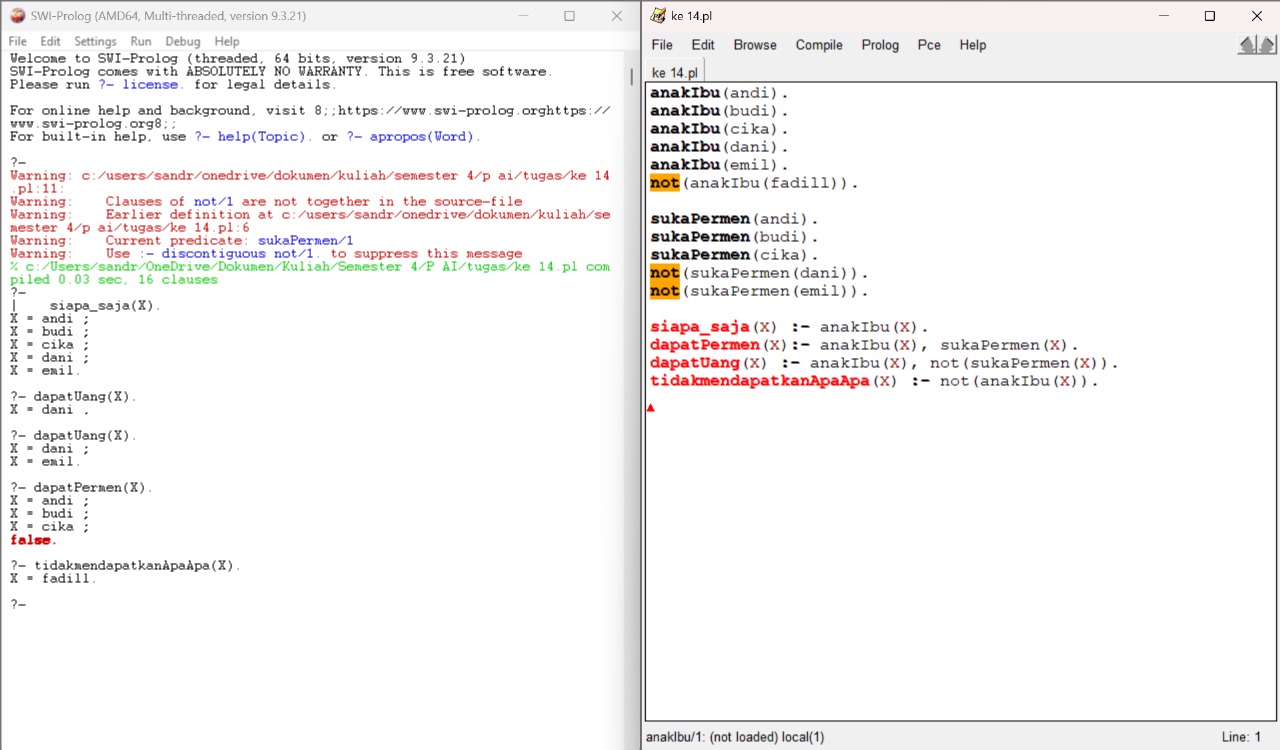 SWI-Prolog (AMD64, Multi-threaded, version 9.3.21)
File Edit Settings Run Debug Help
Welcome to SWI-Prolog (threaded, 64 bits, version 9.3.21)
SWI-Prolog comes with ABSOLUTELY NO WARRANTY. This is free software.
Please run ?- license. for legal details.
For online help and background, visit 8;;https://www.swi-prolog.orghttps://
www.swi-prolog.org8;;
For built-in help, use ?- help(Topic). or ?- apropos(Word).
?-
Warning: c:/users/sandr/onedrive/dokumen/kuliah/semester 4/p ai/tugas/ke 14
.pl:11:
Warning:    Clauses of not/1 are not together in the source-file
Warning:    Earlier definition at c:/users/sandr/onedrive/dokumen/kuliah/se
mester 4/p ai/tugas/ke 14.pl:6
Warning:    Current predicate: sukaPermen/1
Warning:    Use :- discontiguous not/1. to suppress this message
% c:/Users/sandr/OneDrive/Dokumen/Kuliah/Semester 4/P AI/tugas/ke 14.pl com
piled 0.03 sec, 16 clauses
?-
|    siapa_saja(X).
X = andi ;
X = budi ;
X = cika ;
X = dani ;
X = emil.
?- dapatUang(X).
X = dani .
?- dapatUang(X).
X = dani ;
X = emil.
?- dapatPermen(X).
X = andi ;
X = budi ;
X = cika ;
false.
?- tidakmendapatkanApaApa(X).
X = fadill.
?-
ke 14.pl
File Edit Browse Compile Prolog Pce Help
ke 14.pl
anakIbu(andi).
anakIbu(budi).
anakIbu(cika).
anakIbu(dani).
anakIbu(emil).
not(anakIbu(fadill)).
sukaPermen(andi).
sukaPermen(budi).
sukaPermen(cika).
not(sukaPermen(dani)).
not(sukaPermen(emil)).
siapa_saja(X) :- anakIbu(X).
dapatPermen(X):- anakIbu(X), sukaPermen(X).
dapatUang(X) :- anakIbu(X), not(sukaPermen(X)).
tidakmendapatkanApaApa(X) :- not(anakIbu(X)).
anakIbu/1: (not loaded) local(1)
Line: 1